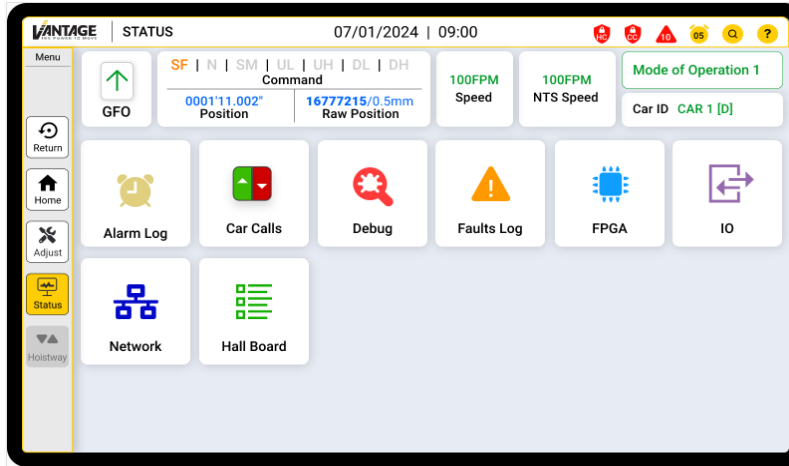 VANTAGE
THE POWER TO MOVE
STATUS
07/01/2024 | 09:00
HC
CC
10
05
?
Menu
Return
Home
Adjust
Status
Hoistway
GFO
SF | N | SM | UL | UH | DL | DH
Command
0001'11.002"
Position
16777215/0.5mm
Raw Position
100FPM
Speed
100FPM
NTS Speed
Mode of Operation 1
Car ID CAR 1 [D]
Alarm Log
Car Calls
Debug
Faults Log
FPGA
IO
Network
Hall Board